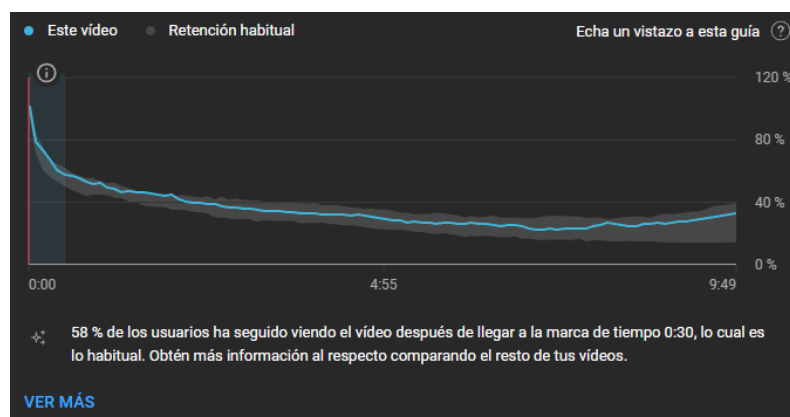 Este vídeo
Retención habitual
Echa un vistazo a esta guía ?
i
120 %
80 %
40 %
0 %
0:00
4:55
9:49
58 % de los usuarios ha seguido viendo el vídeo después de llegar a la marca de tiempo 0:30, lo cual es
lo habitual. Obtén más información al respecto comparando el resto de tus vídeos.
VER MÁS